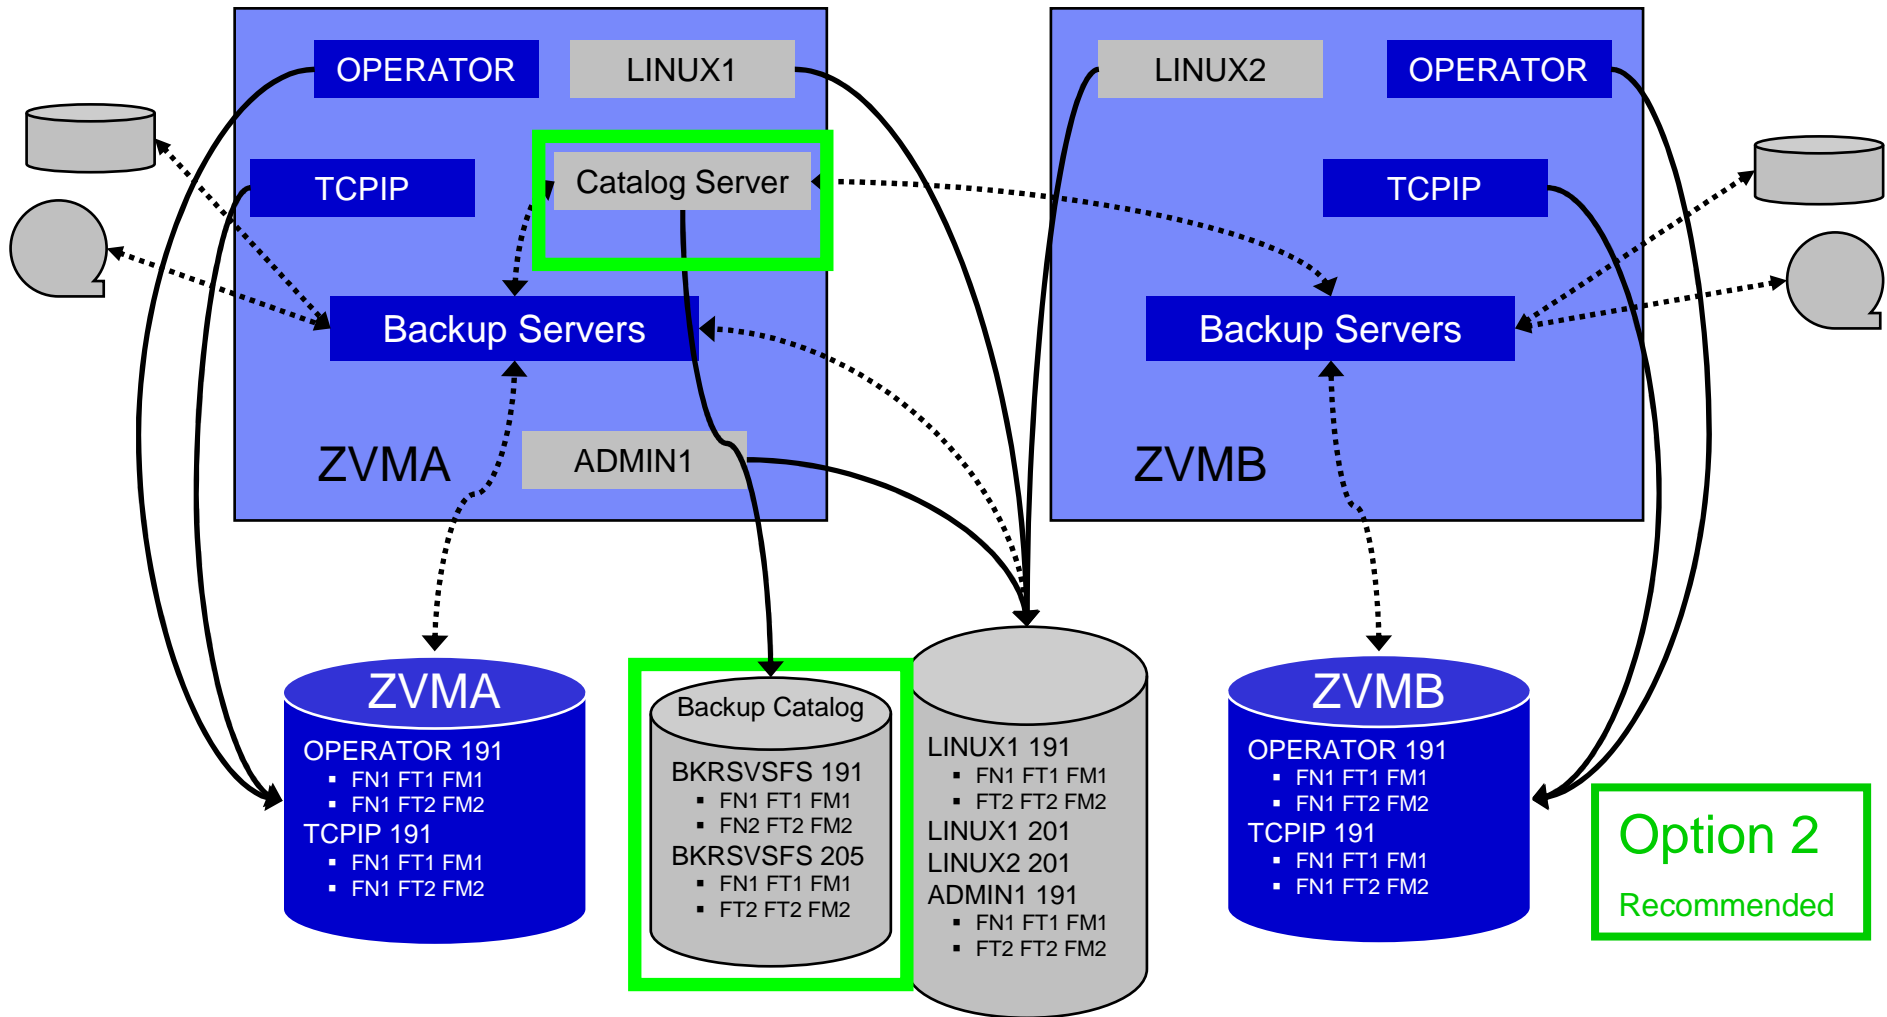 OPERATOR
LINUX1
LINUX2
OPERATOR
TCPIP
Catalog Server
TCPIP
Backup Servers
Backup Servers
ZVMA
ADMIN1
ZVMB
ZVMA
OPERATOR 191
▪ FN1 FT1 FM1
▪ FN1 FT2 FM2
TCPIP 191
▪ FN1 FT1 FM1
▪ FN1 FT2 FM2
Backup Catalog
BKRSVSFS 191
▪ FN1 FT1 FM1
▪ FN2 FT2 FM2
BKRSVSFS 205
▪ FN1 FT1 FM1
▪ FT2 FT2 FM2
LINUX1 191
▪ FN1 FT1 FM1
▪ FT2 FT2 FM2
LINUX1 201
LINUX2 201
ADMIN1 191
▪ FN1 FT1 FM1
▪ FT2 FT2 FM2
ZVMB
OPERATOR 191
▪ FN1 FT1 FM1
▪ FN1 FT2 FM2
TCPIP 191
▪ FN1 FT1 FM1
▪ FN1 FT2 FM2
Option 2
Recommended